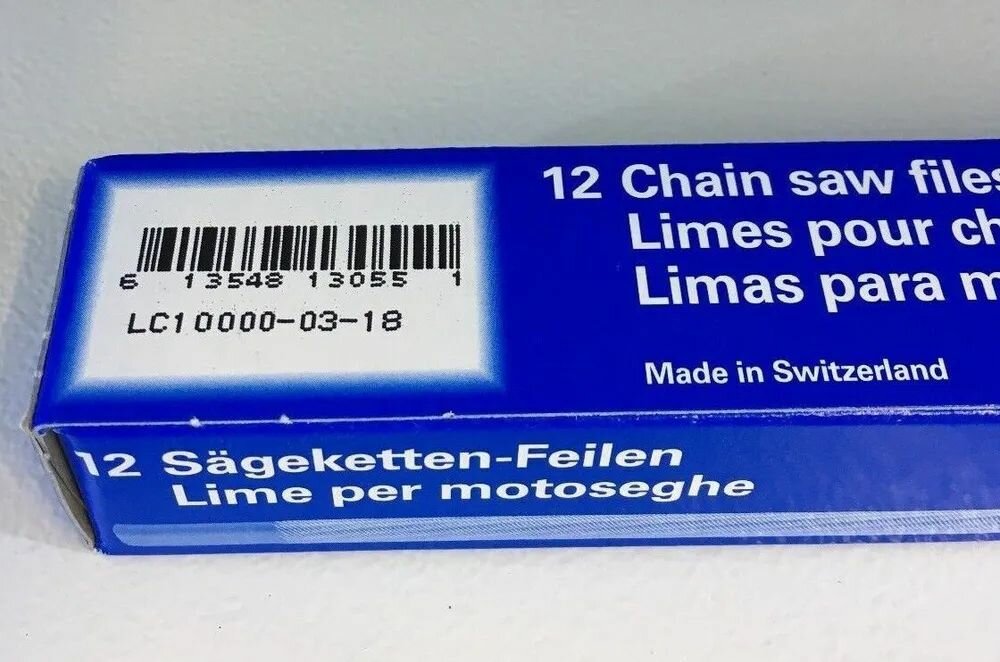 6 13548 13055 1
LC10000-03-18
12 Chain saw files
Limes pour ch
Limas para m
Made in Switzerland
12 Sägeketten-Feilen
Lime per motoseghe